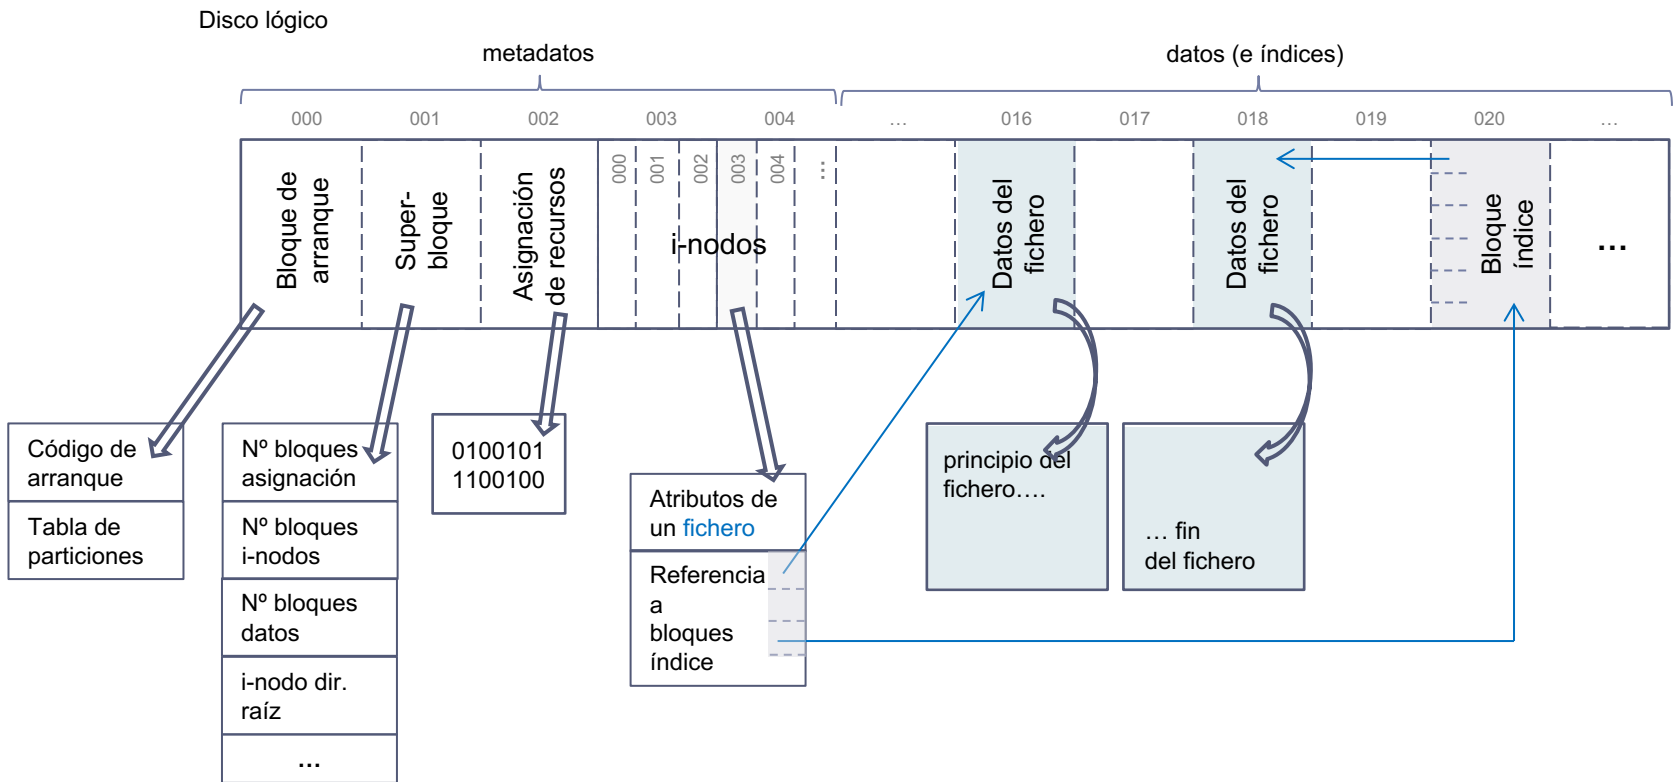 Disco lógico
metadatos
datos (e índices)
000
001
002
003
004
...
016
017
018
019
020
...
Bloque de
arranque
Super-
bloque
Asignación
de recursos
000
001
002
003
004
...
i-nodos
Datos del
fichero
Datos del
fichero
Bloque
índice
...
Código de
arranque
Tabla de
particiones
Nº bloques
asignación
Nº bloques
i-nodos
Nº bloques
datos
i-nodo dir.
raíz
...
0100101
1100100
Atributos de
un fichero
Referencia
a
bloques
índice
principio del
fichero....
... fin
del fichero